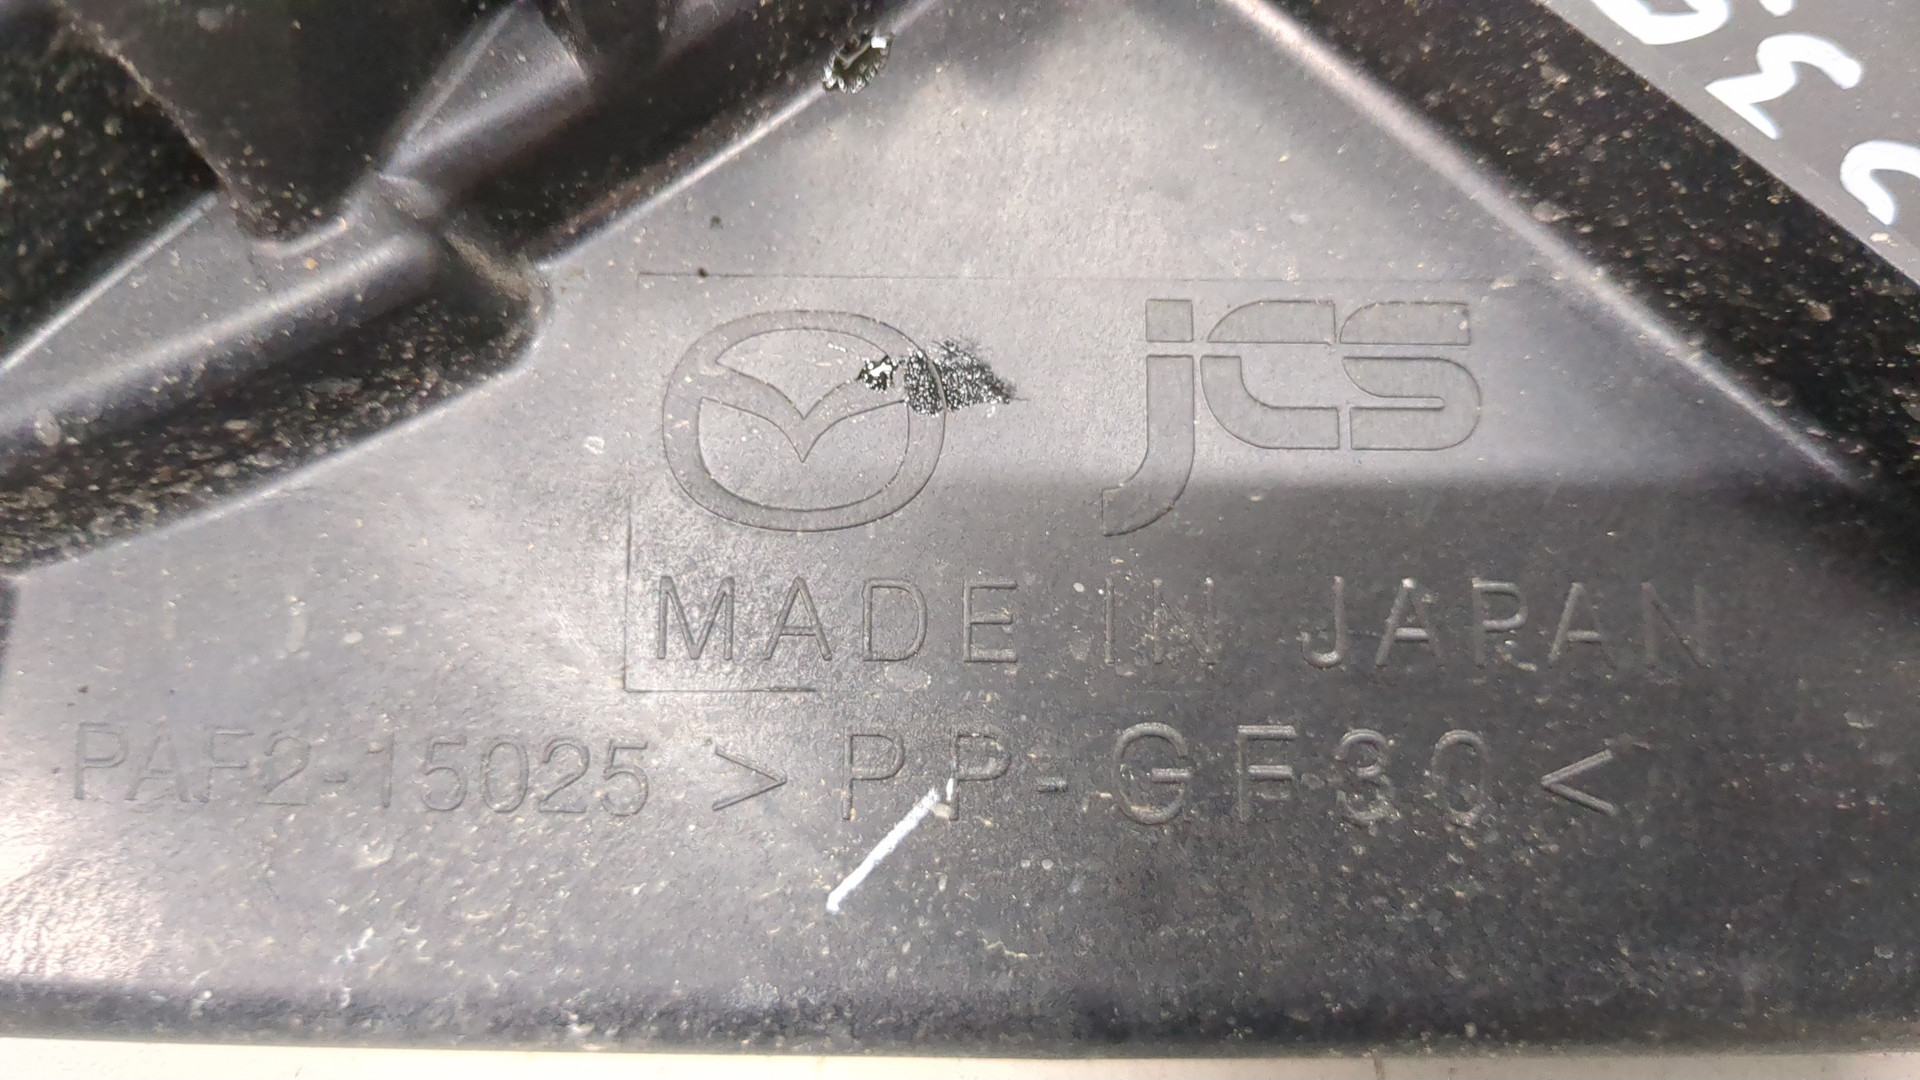 JCS
MADE IN JAPAN
PAF2-15025 > PP-GF30 <